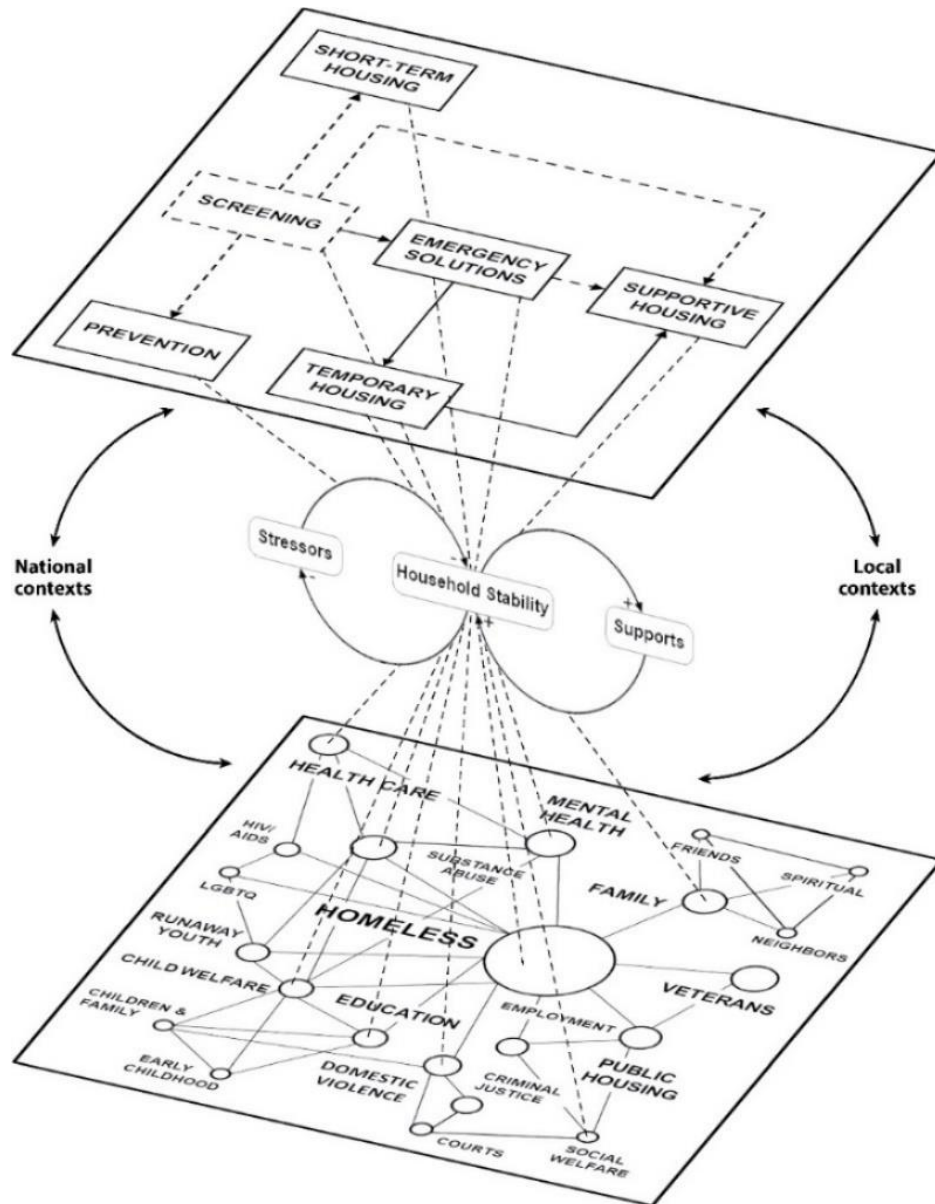 SHORT-TERM
HOUSING
SCREENING
EMERGENCY
SOLUTIONS
SUPPORTIVE
HOUSING
PREVENTION
TEMPORARY
HOUSING
National
contexts
Stressors
-
-
Household Stability
+
+
Supports
Local
contexts
HEALTH CARE
MENTAL
HEALTH
HIV/
AIDS
SUBSTANCE
ABUSE
FRIENDS
LGBTQ
FAMILY
SPIRITUAL
HOMELESS
RUNAWAY
YOUTH
NEIGHBORS
CHILD WELFARE
VETERANS
CHILDREN &
FAMILY
EDUCATION
EMPLOYMENT
EARLY
CHILDHOOD
DOMESTIC
VIOLENCE
CRIMINAL
JUSTICE
PUBLIC
HOUSING
COURTS
SOCIAL
WELFARE